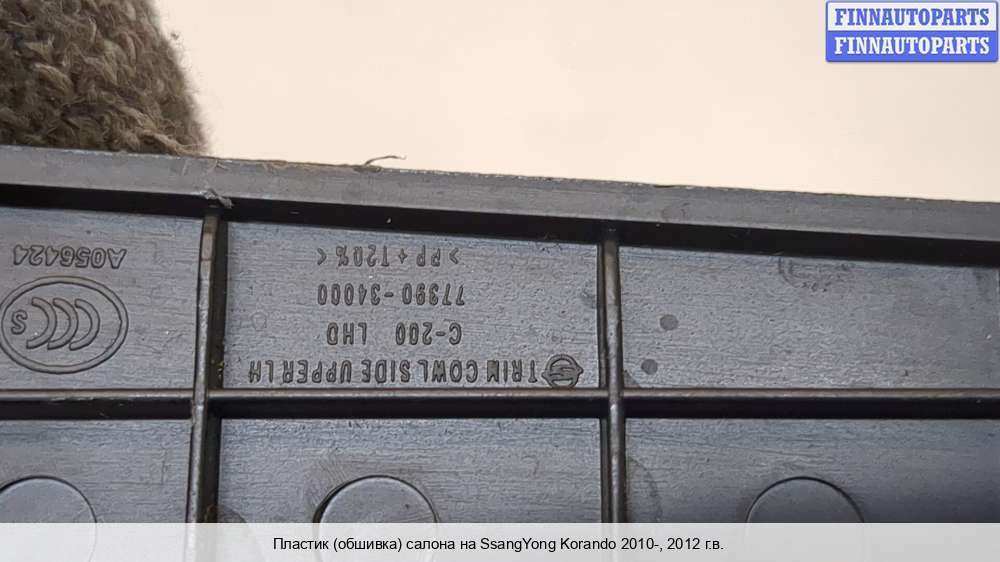 FINNAUTOPARTS
FINNAUTOPARTS
TRIM COWL SIDE UPPER LH
C-200 LHD
77390-34000
>PP+T20%<
S
A056424
Пластик (обшивка) салона на SsangYong Korando 2010-, 2012 г.в.